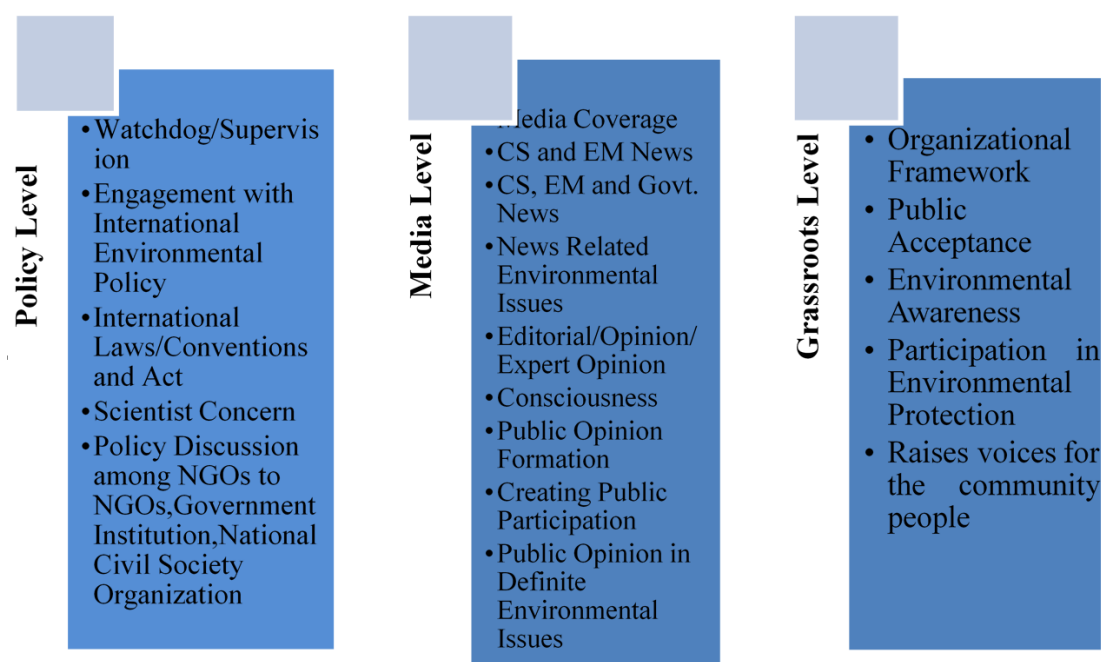 Policy Level
•Watchdog/Supervis
ion
•Engagement with
International
Environmental
Policy
•International
Laws/Conventions
and Act
•Scientist Concern
•Policy Discussion
among NGOs to
NGOs,Government
Institution,National
Civil Society
Organization
Media Level
Media Coverage
•CS and EM News
•CS, EM and Govt.
News
•News Related
Environmental
Issues
•Editorial/Opinion/
Expert Opinion
•Consciousness
•Public Opinion
Formation
•Creating Public
Participation
•Public Opinion in
Definite
Environmental
Issues
Grassroots Level
• Organizational
Framework
• Public
Acceptance
• Environmental
Awareness
• Participation in
Environmental
Protection
• Raises voices for
the community
people